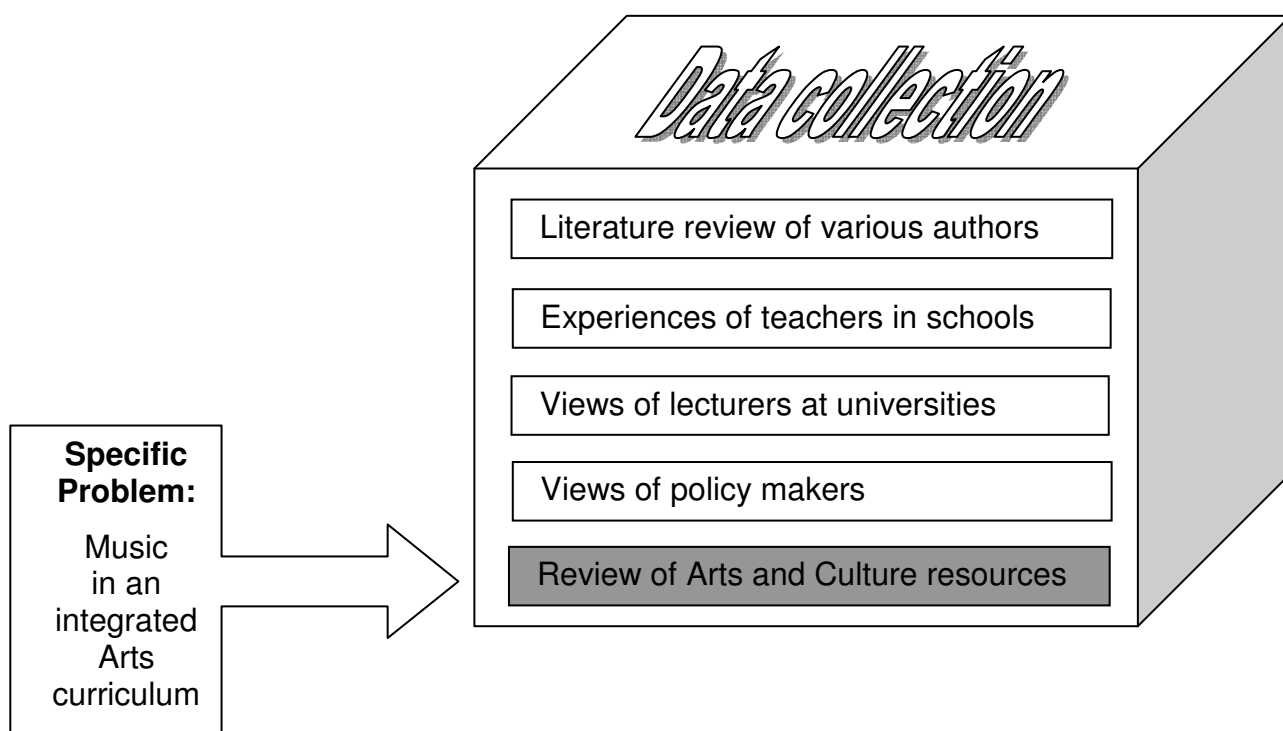 Data collection
Literature review of various authors
Experiences of teachers in schools
Views of lecturers at universities
Views of policy makers
Review of Arts and Culture resources
Specific
Problem:
Music
in an
integrated
Arts
curriculum